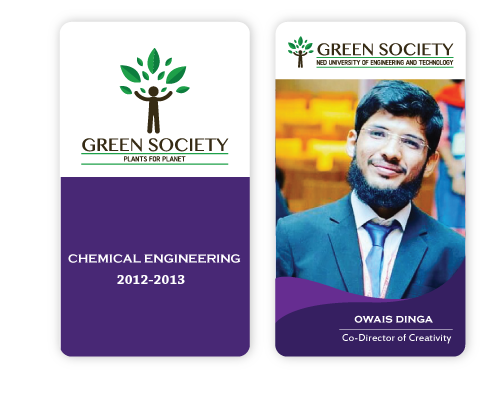 GREEN SOCIETY
PLANTS FOR PLANET
CHEMICAL ENGINEERING
2012-2013
GREEN SOCIETY
NED UNIVERSITY OF ENGINEERING AND TECHNOLOGY
OWAIS DINGA
Co-Director of Creativity